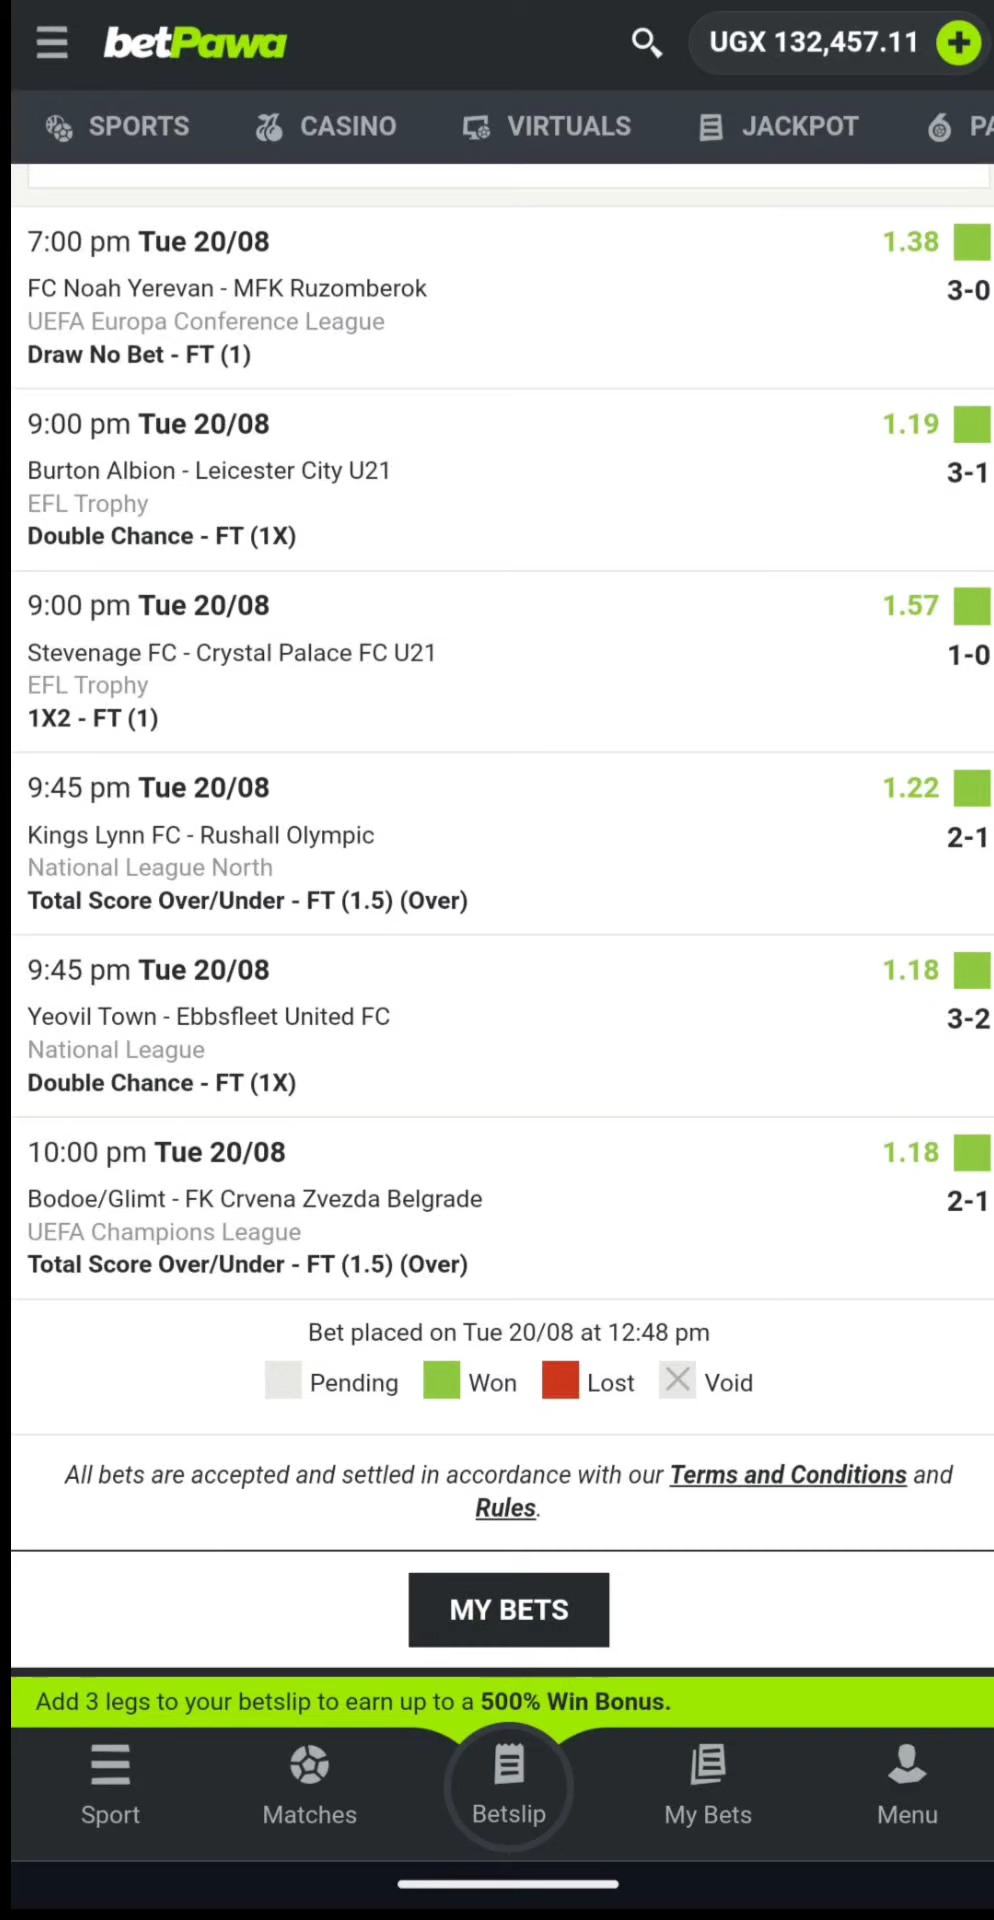 betPawa
UGX 132,457.11
SPORTS CASINO VIRTUALS JACKPOT
7:00 pm Tue 20/08 1.38
FC Noah Yerevan - MFK Ruzomberok 3-0
UEFA Europa Conference League
Draw No Bet - FT (1)
9:00 pm Tue 20/08 1.19
Burton Albion - Leicester City U21 3-1
EFL Trophy
Double Chance - FT (1X)
9:00 pm Tue 20/08 1.57
Stevenage FC - Crystal Palace FC U21 1-0
EFL Trophy
1X2 - FT (1)
9:45 pm Tue 20/08 1.22
Kings Lynn FC - Rushall Olympic 2-1
National League North
Total Score Over/Under - FT (1.5) (Over)
9:45 pm Tue 20/08 1.18
Yeovil Town - Ebbsfleet United FC 3-2
National League
Double Chance - FT (1X)
10:00 pm Tue 20/08 1.18
Bodoe/Glimt - FK Crvena Zvezda Belgrade 2-1
UEFA Champions League
Total Score Over/Under - FT (1.5) (Over)
Bet placed on Tue 20/08 at 12:48 pm
Pending Won Lost Void
All bets are accepted and settled in accordance with our Terms and Conditions and
Rules.
MY BETS
Add 3 legs to your betslip to earn up to a 500% Win Bonus.
Sport Matches Betslip My Bets Menu